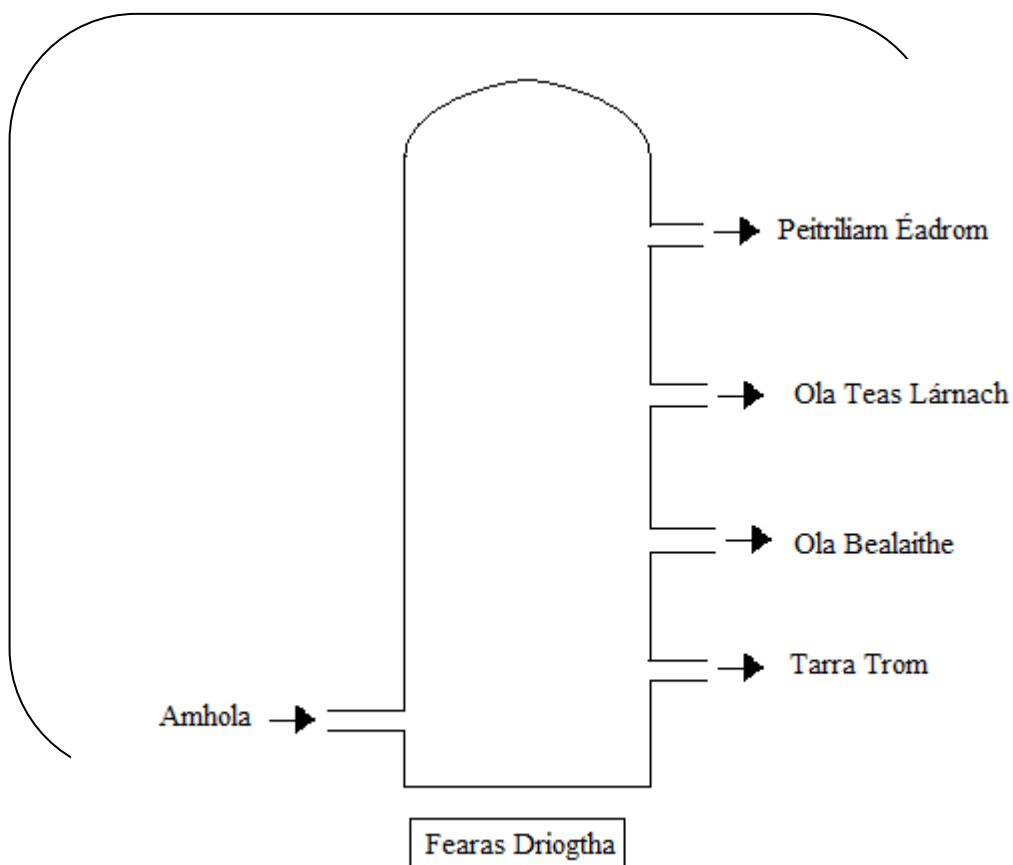 Peitriliam Éadrom
Ola Teas Lárnach
Ola Bealaithe
Tarra Trom
Amhola
Fearas Driogtha